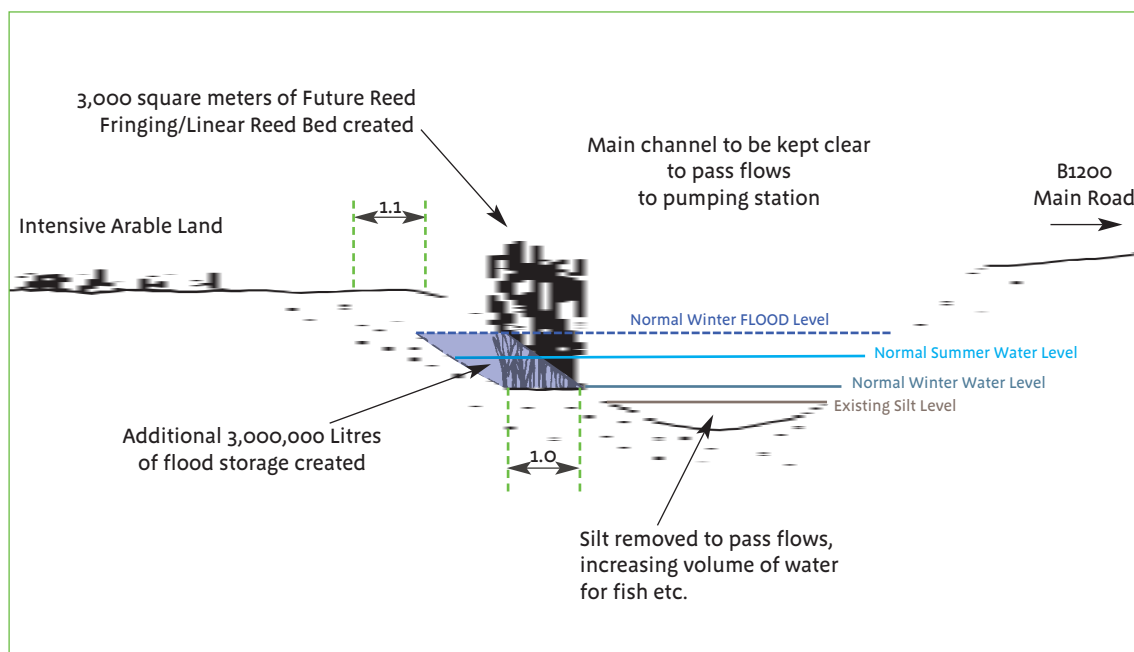 3,000 square meters of Future Reed
Fringing/Linear Reed Bed created
Main channel to be kept clear
to pass flows
to pumping station
B1200
Main Road
Intensive Arable Land
1.1
Normal Winter FLOOD Level
Normal Summer Water Level
Normal Winter Water Level
Existing Silt Level
Additional 3,000,000 Litres
of flood storage created
1.0
Silt removed to pass flows,
increasing volume of water
for fish etc.